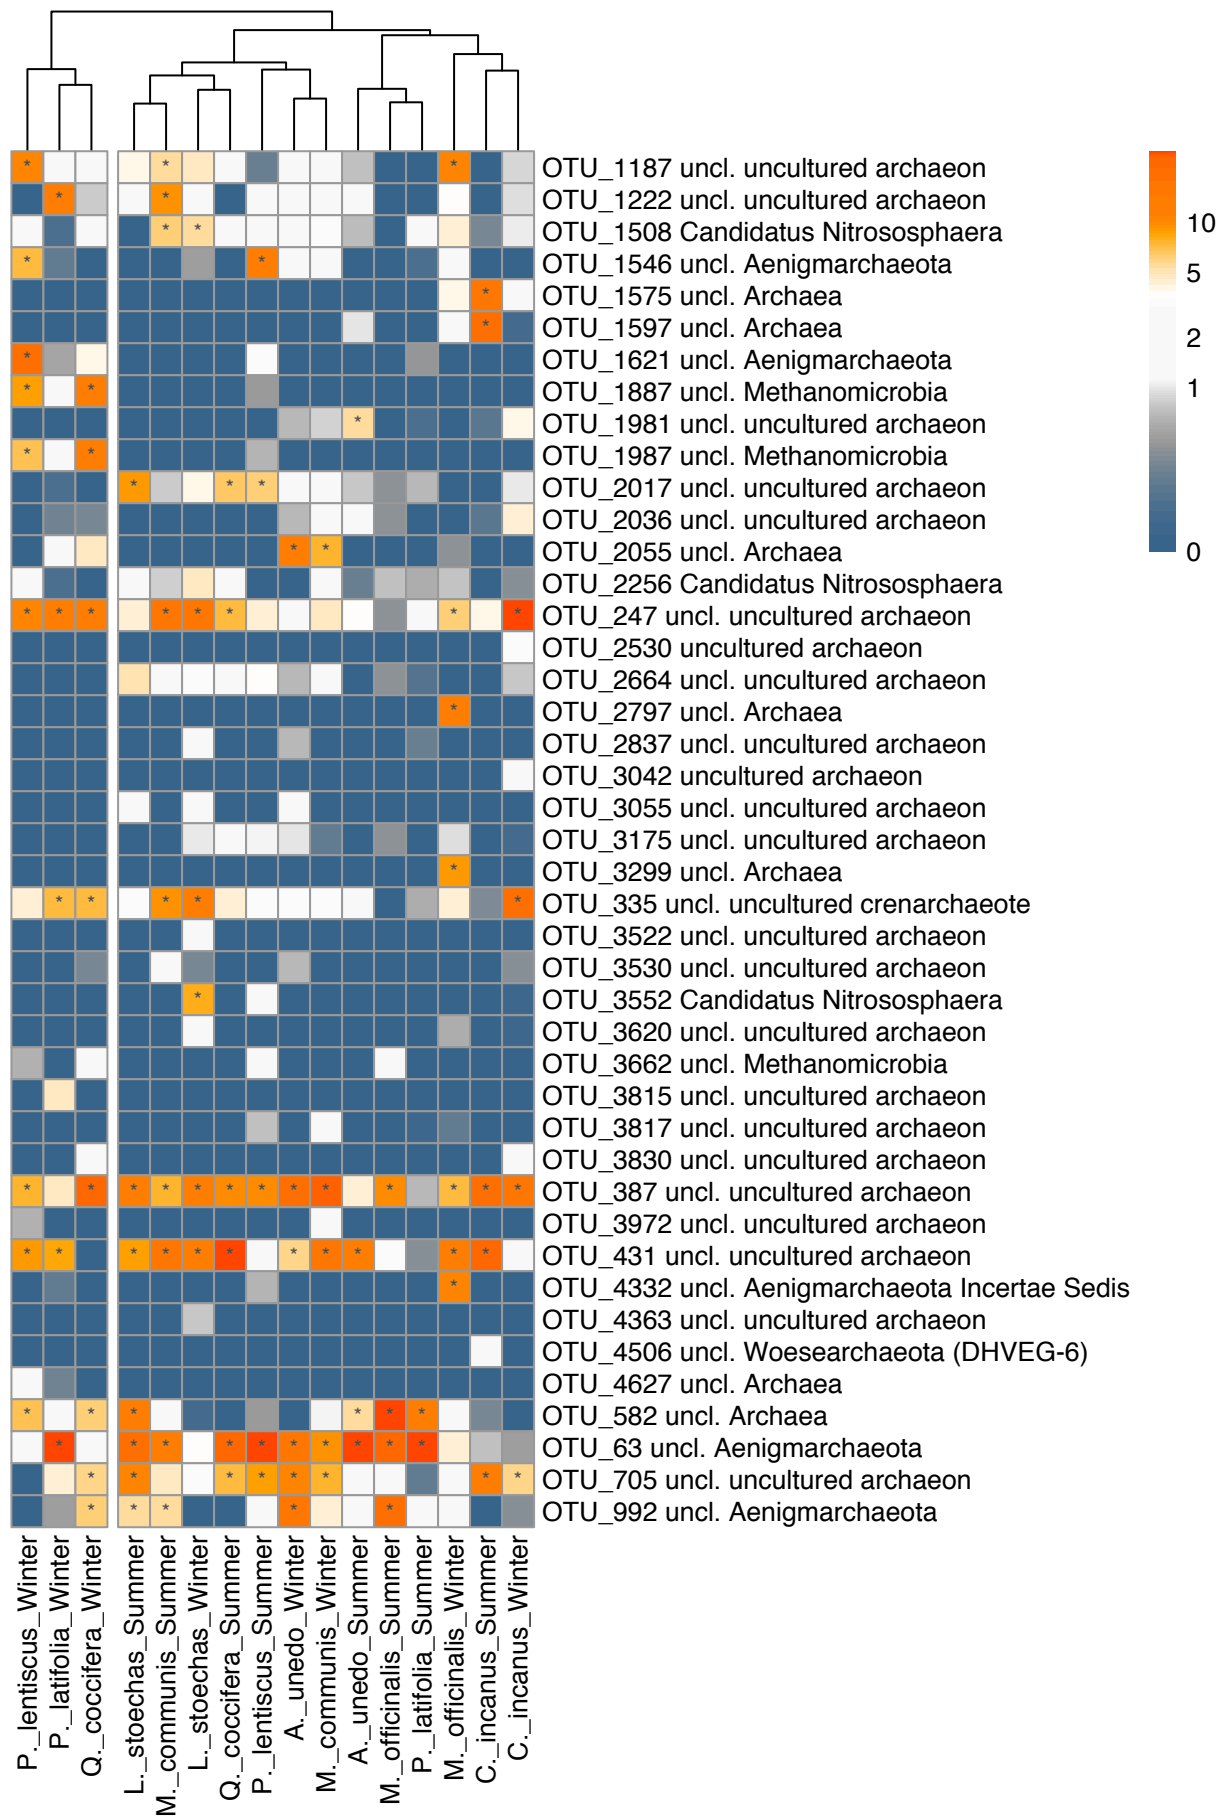 OTU_1187 uncl. uncultured archaeon
OTU_1222 uncl. uncultured archaeon
OTU_1508 Candidatus Nitrososphaera
OTU_1546 uncl. Aenigmarchaeota
OTU_1575 uncl. Archaea
OTU_1597 uncl. Archaea
OTU_1621 uncl. Aenigmarchaeota
OTU_1887 uncl. Methanomicrobia
OTU_1981 uncl. uncultured archaeon
OTU_1987 uncl. Methanomicrobia
OTU_2017 uncl. uncultured archaeon
OTU_2036 uncl. uncultured archaeon
OTU_2055 uncl. Archaea
OTU_2256 Candidatus Nitrososphaera
OTU_247 uncl. uncultured archaeon
OTU_2530 uncultured archaeon
OTU_2664 uncl. uncultured archaeon
OTU_2797 uncl. Archaea
OTU_2837 uncl. uncultured archaeon
OTU_3042 uncultured archaeon
OTU_3055 uncl. uncultured archaeon
OTU_3175 uncl. uncultured archaeon
OTU_3299 uncl. Archaea
OTU_335 uncl. uncultured crenarchaeote
OTU_3522 uncl. uncultured archaeon
OTU_3530 uncl. uncultured archaeon
OTU_3552 Candidatus Nitrososphaera
OTU_3620 uncl. uncultured archaeon
OTU_3662 uncl. Methanomicrobia
OTU_3815 uncl. uncultured archaeon
OTU_3817 uncl. uncultured archaeon
OTU_3830 uncl. uncultured archaeon
OTU_387 uncl. uncultured archaeon
OTU_3972 uncl. uncultured archaeon
OTU_431 uncl. uncultured archaeon
OTU_4332 uncl. Aenigmarchaeota Incertae Sedis
OTU_4363 uncl. uncultured archaeon
OTU_4506 uncl. Woesearchaeota (DHVEG-6)
OTU_4627 uncl. Archaea
OTU_582 uncl. Archaea
OTU_63 uncl. Aenigmarchaeota
OTU_705 uncl. uncultured archaeon
OTU_992 uncl. Aenigmarchaeota
10
5
2
1
0
P._lentiscus_Winter
P._latifolia_Winter
Q._coccifera_Winter
L._stoechas_Summer
M._communis_Summer
L._stoechas_Winter
Q._coccifera_Summer
P._lentiscus_Summer
A._unedo_Winter
M._communis_Winter
A._unedo_Summer
M._officinalis_Summer
P._latifolia_Summer
M._officinalis_Winter
C._incanus_Summer
C._incanus_Winter